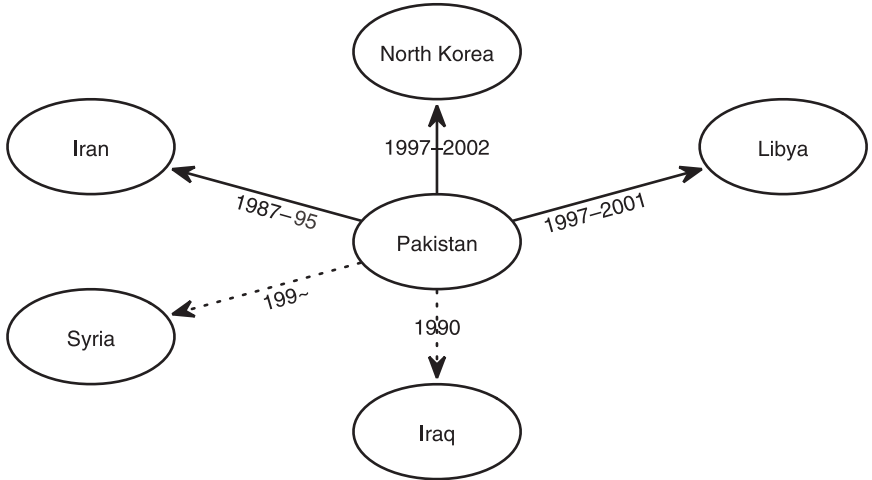 North Korea
Iran
1997–2002
Libya
1987–95
1997–2001
Pakistan
199~
1990
Syria
Iraq